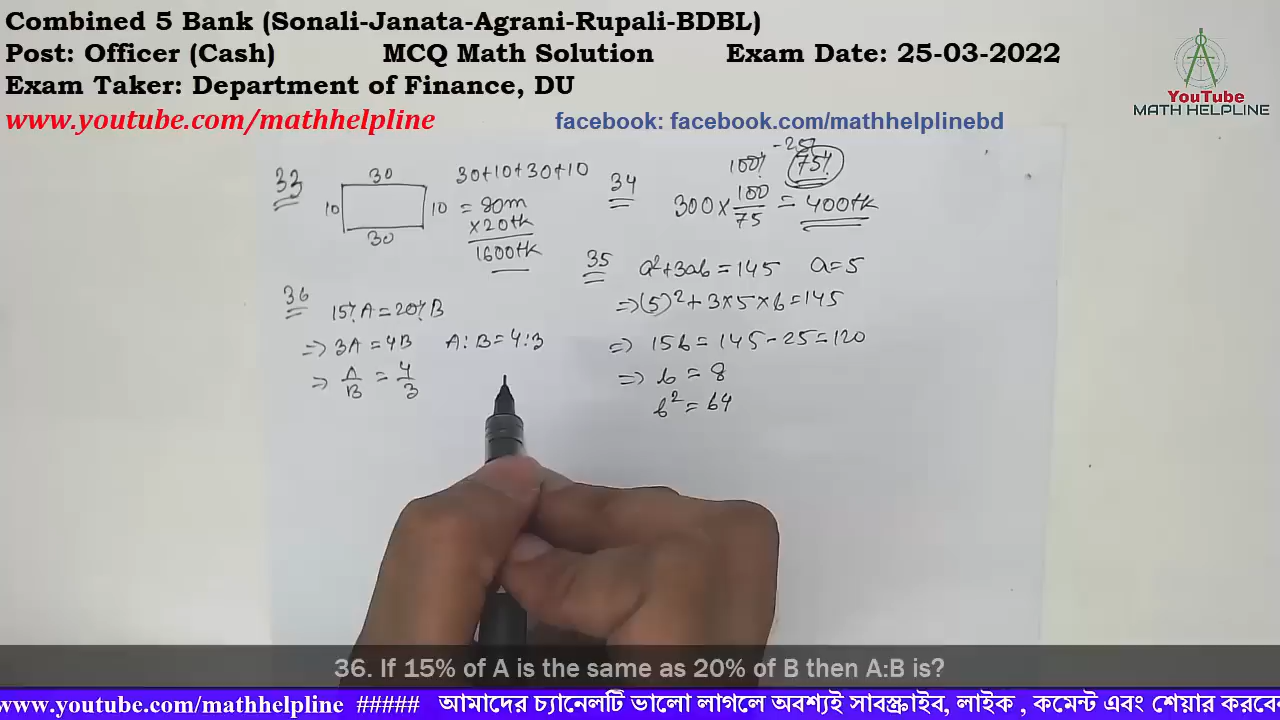 Combined 5 Bank (Sonali-Janata-Agrani-Rupali-BDBL)
Post: Officer (Cash) MCQ Math Solution Exam Date: 25-03-2022
Exam Taker: Department of Finance, DU
www.youtube.com/mathhelpline facebook: facebook.com/mathhelplinebd
YouTube
MATH HELPLINE
33
30
10
10
30
30+10+30+10
= 80m
×20tk
1600tk
34
-25%
100% 75%
300 × 100/75 = 400tk
35
a²+3ab = 145 a=5
⇒(5)²+3×5×b=145
⇒ 15b = 145-25=120
⇒ b = 8
b² = 64
36
15% A = 20% B
⇒ 3A = 4B A:B = 4:3
⇒ A/B = 4/3
36. If 15% of A is the same as 20% of B then A:B is?
www.youtube.com/mathhelpline ##### আমাদের চ্যানেলটি ভালো লাগলে অবশ্যই সাবস্ক্রাইব, লাইক , কমেন্ট এবং শেয়ার করবে